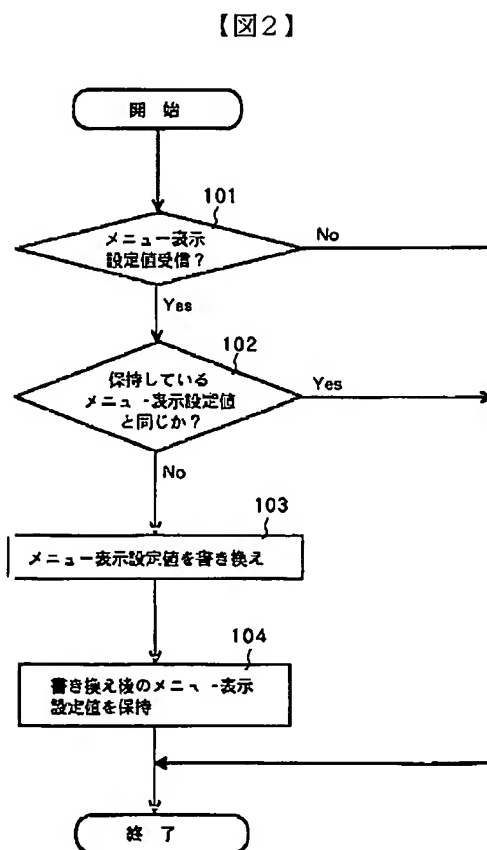 【図2】
開 始
101
メニュー表示
設定値受信？
No
Yes
102
保持している
メニュー表示設定値
と同じか？
Yes
No
103
メニュー表示設定値を書き換え
104
書き換え後のメニュー表示
設定値を保持
終 了